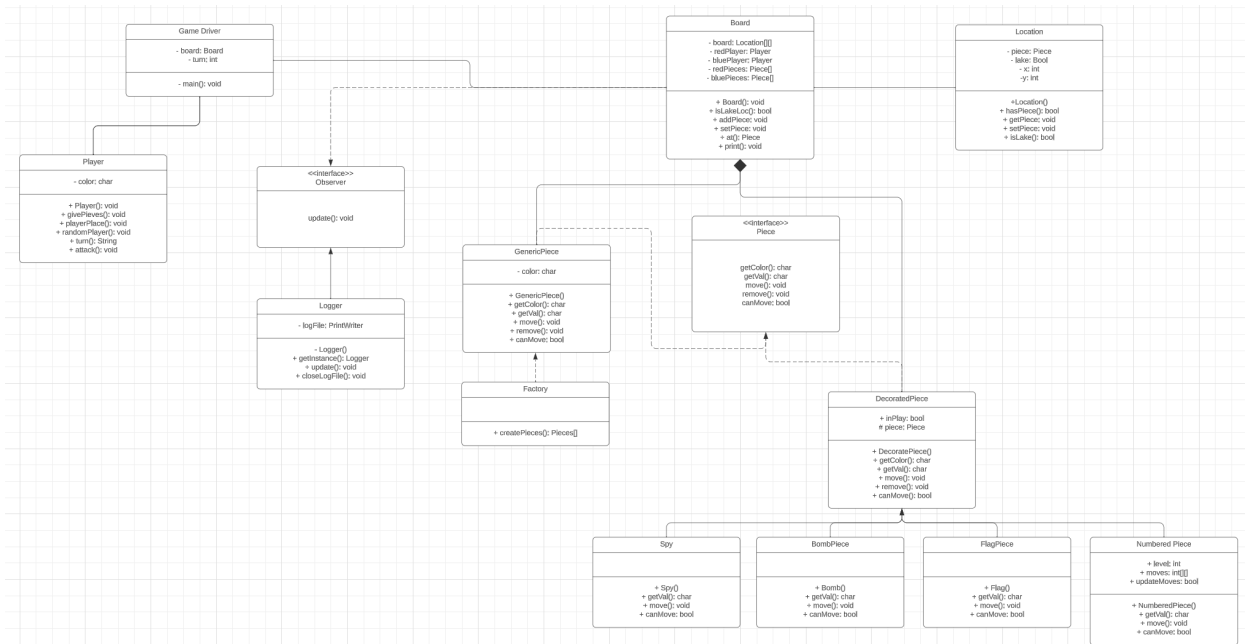 Game Driver
- board: Board
- turn: int
- main(): void
Board
- board: Location[][]
- redPlayer: Player
- bluePlayer: Player
- redPieces: Piece[]
- bluePieces: Piece[]
+ Board(): void
+ isLakeLoc(): bool
+ addPiece: void
+ setPiece: void
+ at(): Piece
+ print(): void
Location
- piece: Piece
- lake: Bool
- x: int
-y: int
+Location()
+ hasPiece(): bool
+ getPiece: void
+ setPiece: void
+ isLake(): bool
Player
- color: char
+ Player(): void
+ givePieves(): void
+ playerPlace(): void
+ randomPlayer(): void
+ turn(): String
+ attack(): void
<<interface>>
Observer
update(): void
<<interface>>
Piece
getColor(): char
getVal(): char
move(): void
remove(): void
canMove: bool
GenericPiece
- color: char
+ GenericPiece()
+ getColor(): char
+ getVal(): char
+ move(): void
+ remove(): void
+ canMove: bool
Logger
- logFile: PrintWriter
- Logger()
+ getInstance(): Logger
+ update(): void
+ closeLogFile(): void
Factory
+ createPieces(): Pieces[]
DecoratedPiece
+ inPlay: bool
# piece: Piece
+ DecoratePiece()
+ getColor(): char
+ getVal(): char
+ move(): void
+ remove(): void
+ canMove(): bool
Spy
+ Spy()
+ getVal(): char
+ move(): void
+ canMove: bool
BombPiece
+ Bomb()
+ getVal(): char
+ move(): void
+ canMove: bool
FlagPiece
+ Flag()
+ getVal(): char
+ move(): void
+ canMove: bool
Numbered Piece
+ level: int
+ moves: int[][]
+ updateMoves: bool
+ NumberedPiece()
+ getVal(): char
+ move(): void
+ canMove: bool